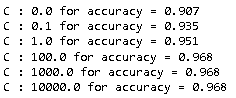 C : 0.0 for accuracy = 0.907
C : 0.1 for accuracy = 0.935
C : 1.0 for accuracy = 0.951
C : 100.0 for accuracy = 0.968
C : 1000.0 for accuracy = 0.968
C : 10000.0 for accuracy = 0.968